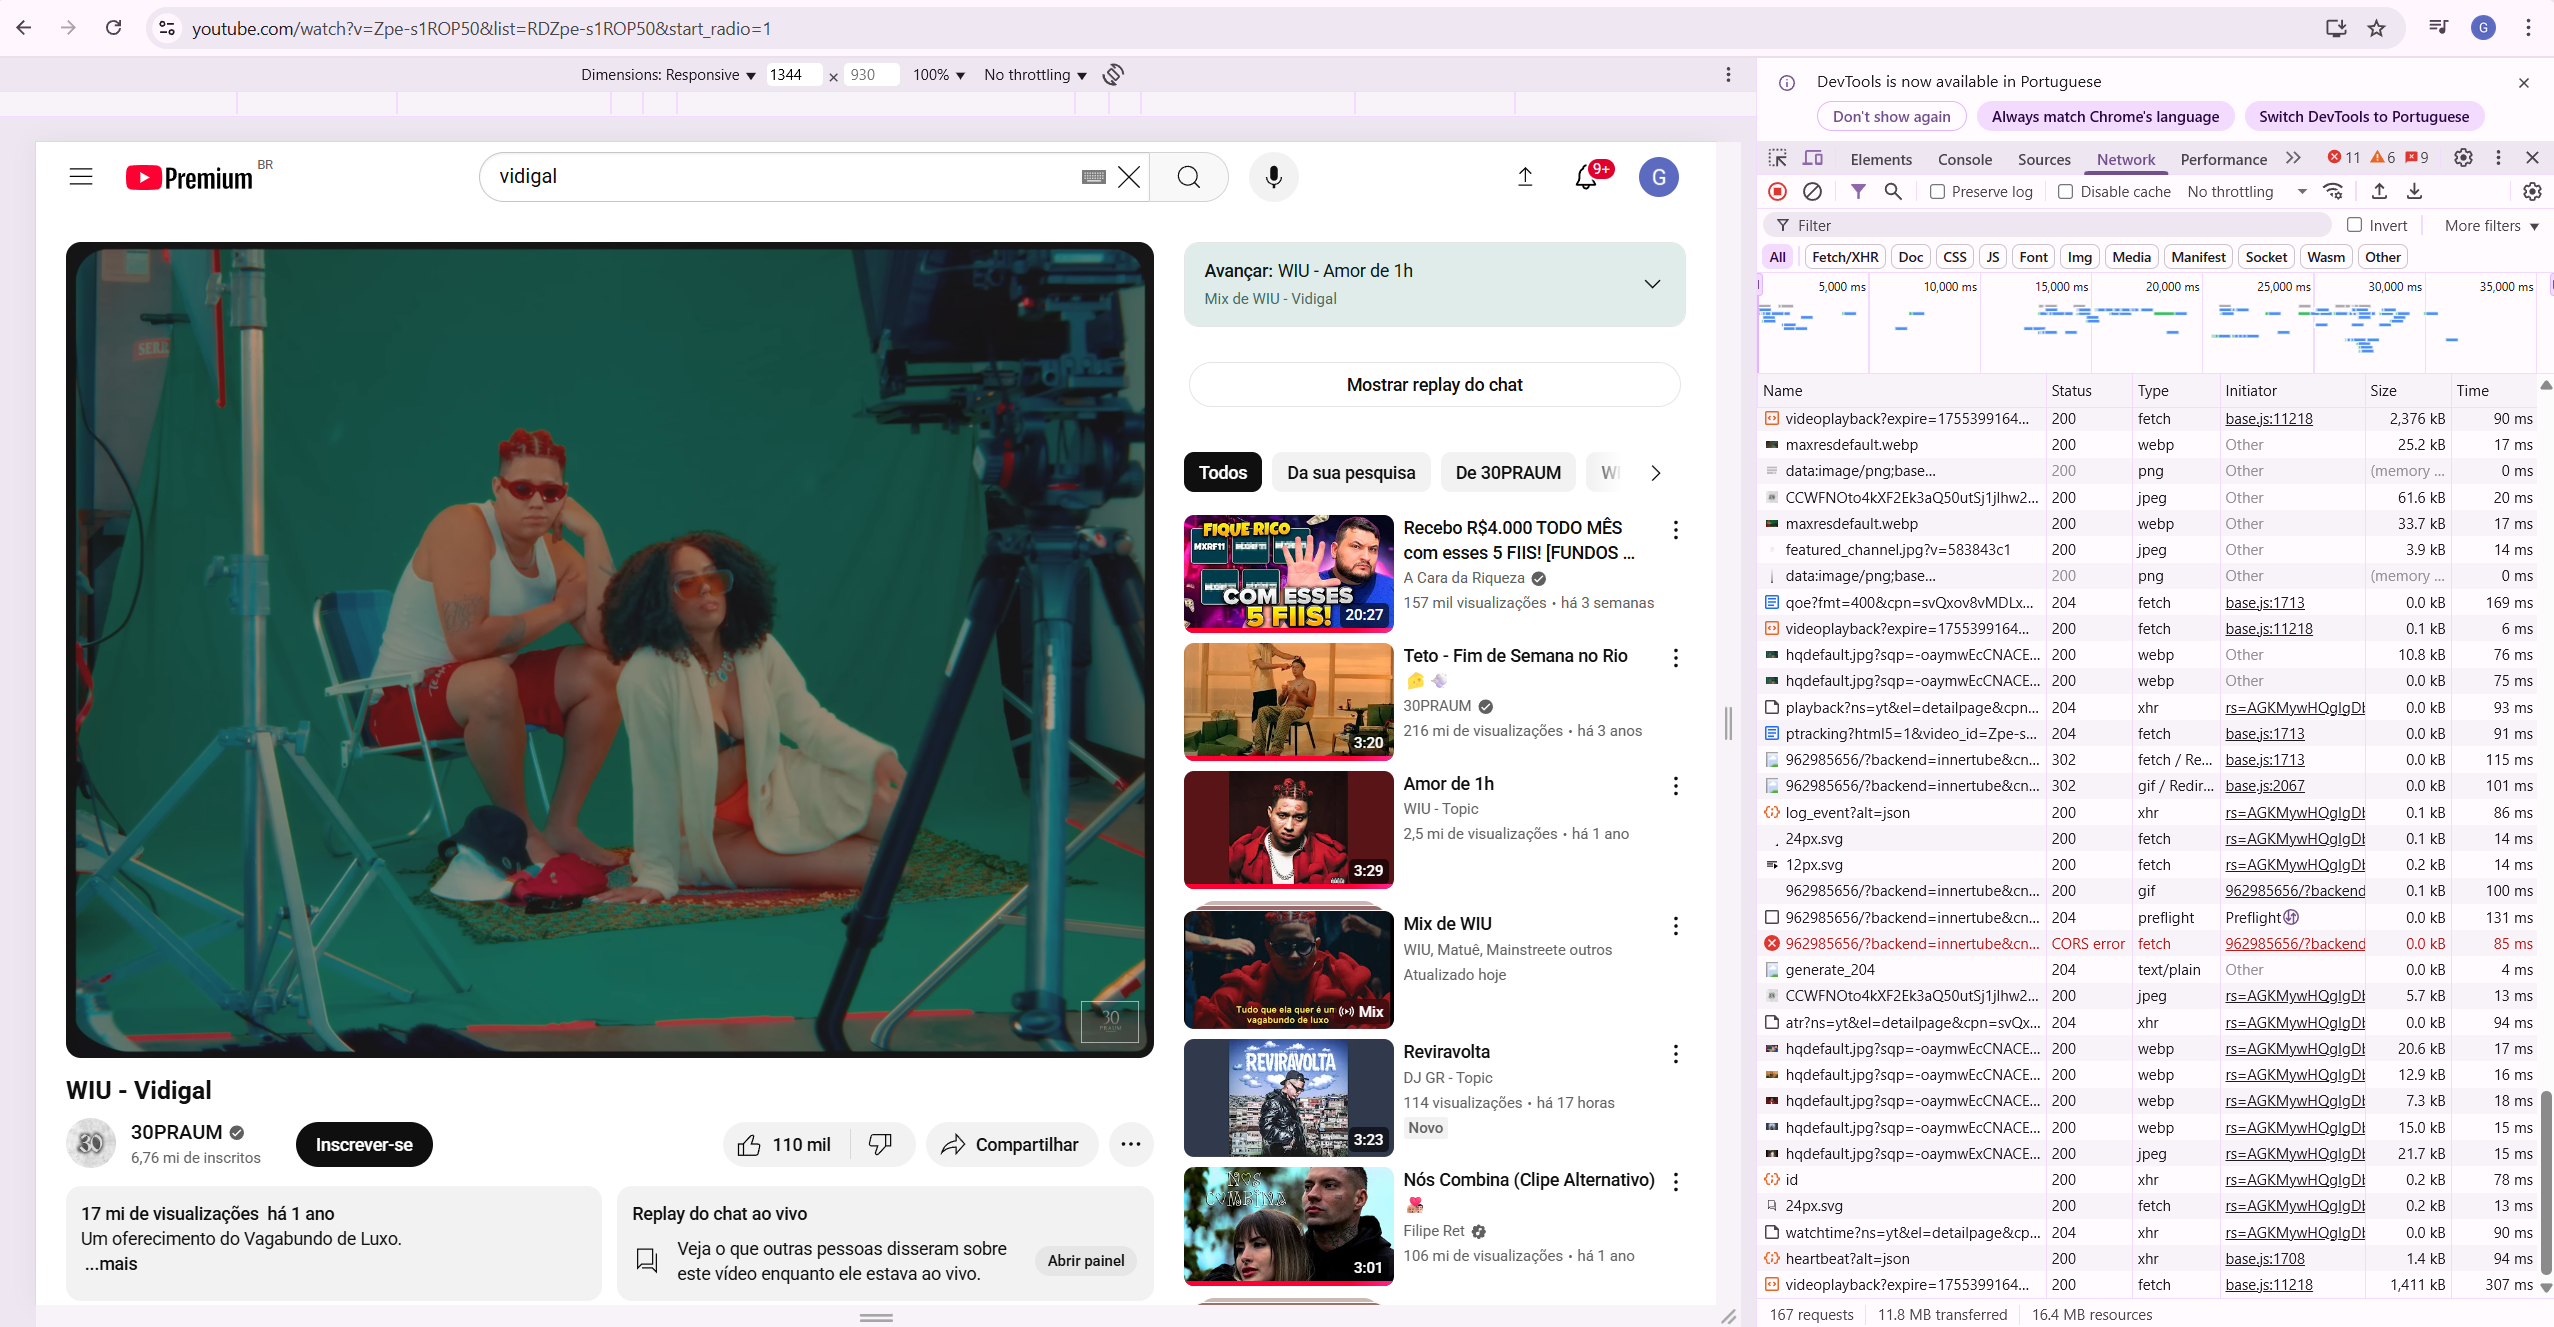 youtube.com/watch?v=Zpe-s1ROP50&list=RDZpe-s1ROP50&start_radio=1
G
Dimensions: Responsive
1344
×
930
100%
No throttling
Premium
BR
vidigal
9+
G
SERIE
30
PRAUM
WIU - Vidigal
30
30PRAUM
6,76 mi de inscritos
Inscrever-se
110 mil
Compartilhar
17 mi de visualizações há 1 ano
Um oferecimento do Vagabundo de Luxo.
...mais
Replay do chat ao vivo
Veja o que outras pessoas disseram sobre
este vídeo enquanto ele estava ao vivo.
Abrir painel
Avançar: WIU - Amor de 1h
Mix de WIU - Vidigal
Mostrar replay do chat
Todos
Da sua pesquisa
De 30PRAUM
WI
FIQUE RICO
MXRF11
COM ESSES
5 FIIS!
20:27
Recebo R$4.000 TODO MÊS
com esses 5 FIIS! [FUNDOS ...
A Cara da Riqueza
157 mil visualizações • há 3 semanas
3:20
Teto - Fim de Semana no Rio
30PRAUM
216 mi de visualizações • há 3 anos
3:29
Amor de 1h
WIU - Topic
2,5 mi de visualizações • há 1 ano
Tudo que ela quer é um
vagabundo de luxo
Mix
Mix de WIU
WIU, Matuê, Mainstreete outros
Atualizado hoje
REVIRAVOLTA
3:23
Reviravolta
DJ GR - Topic
114 visualizações • há 17 horas
Novo
NÓS
COMBINA
3:01
Nós Combina (Clipe Alternativo)
Filipe Ret
106 mi de visualizações • há 1 ano
DevTools is now available in Portuguese
Don't show again
Always match Chrome's language
Switch DevTools to Portuguese
Elements
Console
Sources
Network
Performance
11
6
9
Preserve log
Disable cache
No throttling
Filter
Invert
More filters
All
Fetch/XHR
Doc
CSS
JS
Font
Img
Media
Manifest
Socket
Wasm
Other
5,000 ms
10,000 ms
15,000 ms
20,000 ms
25,000 ms
30,000 ms
35,000 ms
Name Status Type Initiator Size Time
videoplayback?expire=1755399164... 200 fetch base.js:11218 2,376 kB 90 ms
maxresdefault.webp 200 webp Other 25.2 kB 17 ms
data:image/png;base... 200 png Other (memory ... 0 ms
CCWFNOto4kXF2Ek3aQ50utSj1jlhw2... 200 jpeg Other 61.6 kB 20 ms
maxresdefault.webp 200 webp Other 33.7 kB 17 ms
featured_channel.jpg?v=583843c1 200 jpeg Other 3.9 kB 14 ms
data:image/png;base... 200 png Other (memory ... 0 ms
qoe?fmt=400&cpn=svQxov8vMDLx... 204 fetch base.js:1713 0.0 kB 169 ms
videoplayback?expire=1755399164... 200 fetch base.js:11218 0.1 kB 6 ms
hqdefault.jpg?sqp=-oaymwEcCNACE... 200 webp Other 10.8 kB 76 ms
hqdefault.jpg?sqp=-oaymwEcCNACE... 200 webp Other 0.0 kB 75 ms
playback?ns=yt&el=detailpage&cpn... 204 xhr rs=AGKMywHQgIgDb 0.0 kB 93 ms
ptracking?html5=1&video_id=Zpe-s... 204 fetch base.js:1713 0.0 kB 91 ms
962985656/?backend=innertube&cn... 302 fetch / Re... base.js:1713 0.0 kB 115 ms
962985656/?backend=innertube&cn... 302 gif / Redir... base.js:2067 0.0 kB 101 ms
log_event?alt=json 200 xhr rs=AGKMywHQgIgDb 0.1 kB 86 ms
24px.svg 200 fetch rs=AGKMywHQgIgDb 0.1 kB 14 ms
12px.svg 200 fetch rs=AGKMywHQgIgDb 0.2 kB 14 ms
962985656/?backend=innertube&cn... 200 gif 962985656/?backend 0.1 kB 100 ms
962985656/?backend=innertube&cn... 204 preflight Preflight 0.0 kB 131 ms
962985656/?backend=innertube&cn... CORS error fetch 962985656/?backend 0.0 kB 85 ms
generate_204 204 text/plain Other 0.0 kB 4 ms
CCWFNOto4kXF2Ek3aQ50utSj1jlhw2... 200 jpeg rs=AGKMywHQgIgDb 5.7 kB 13 ms
atr?ns=yt&el=detailpage&cpn=svQx... 204 xhr rs=AGKMywHQgIgDb 0.0 kB 94 ms
hqdefault.jpg?sqp=-oaymwEcCNACE... 200 webp rs=AGKMywHQgIgDb 20.6 kB 17 ms
hqdefault.jpg?sqp=-oaymwEcCNACE... 200 webp rs=AGKMywHQgIgDb 12.9 kB 16 ms
hqdefault.jpg?sqp=-oaymwEcCNACE... 200 webp rs=AGKMywHQgIgDb 7.3 kB 18 ms
hqdefault.jpg?sqp=-oaymwEcCNACE... 200 webp rs=AGKMywHQgIgDb 15.0 kB 15 ms
hqdefault.jpg?sqp=-oaymwExCNACE... 200 jpeg rs=AGKMywHQgIgDb 21.7 kB 15 ms
id 200 xhr rs=AGKMywHQgIgDb 0.2 kB 78 ms
24px.svg 200 fetch rs=AGKMywHQgIgDb 0.2 kB 13 ms
watchtime?ns=yt&el=detailpage&cp... 204 xhr rs=AGKMywHQgIgDb 0.0 kB 90 ms
heartbeat?alt=json 200 xhr base.js:1708 1.4 kB 94 ms
videoplayback?expire=1755399164... 200 fetch base.js:11218 1,411 kB 307 ms
167 requests
11.8 MB transferred
16.4 MB resources